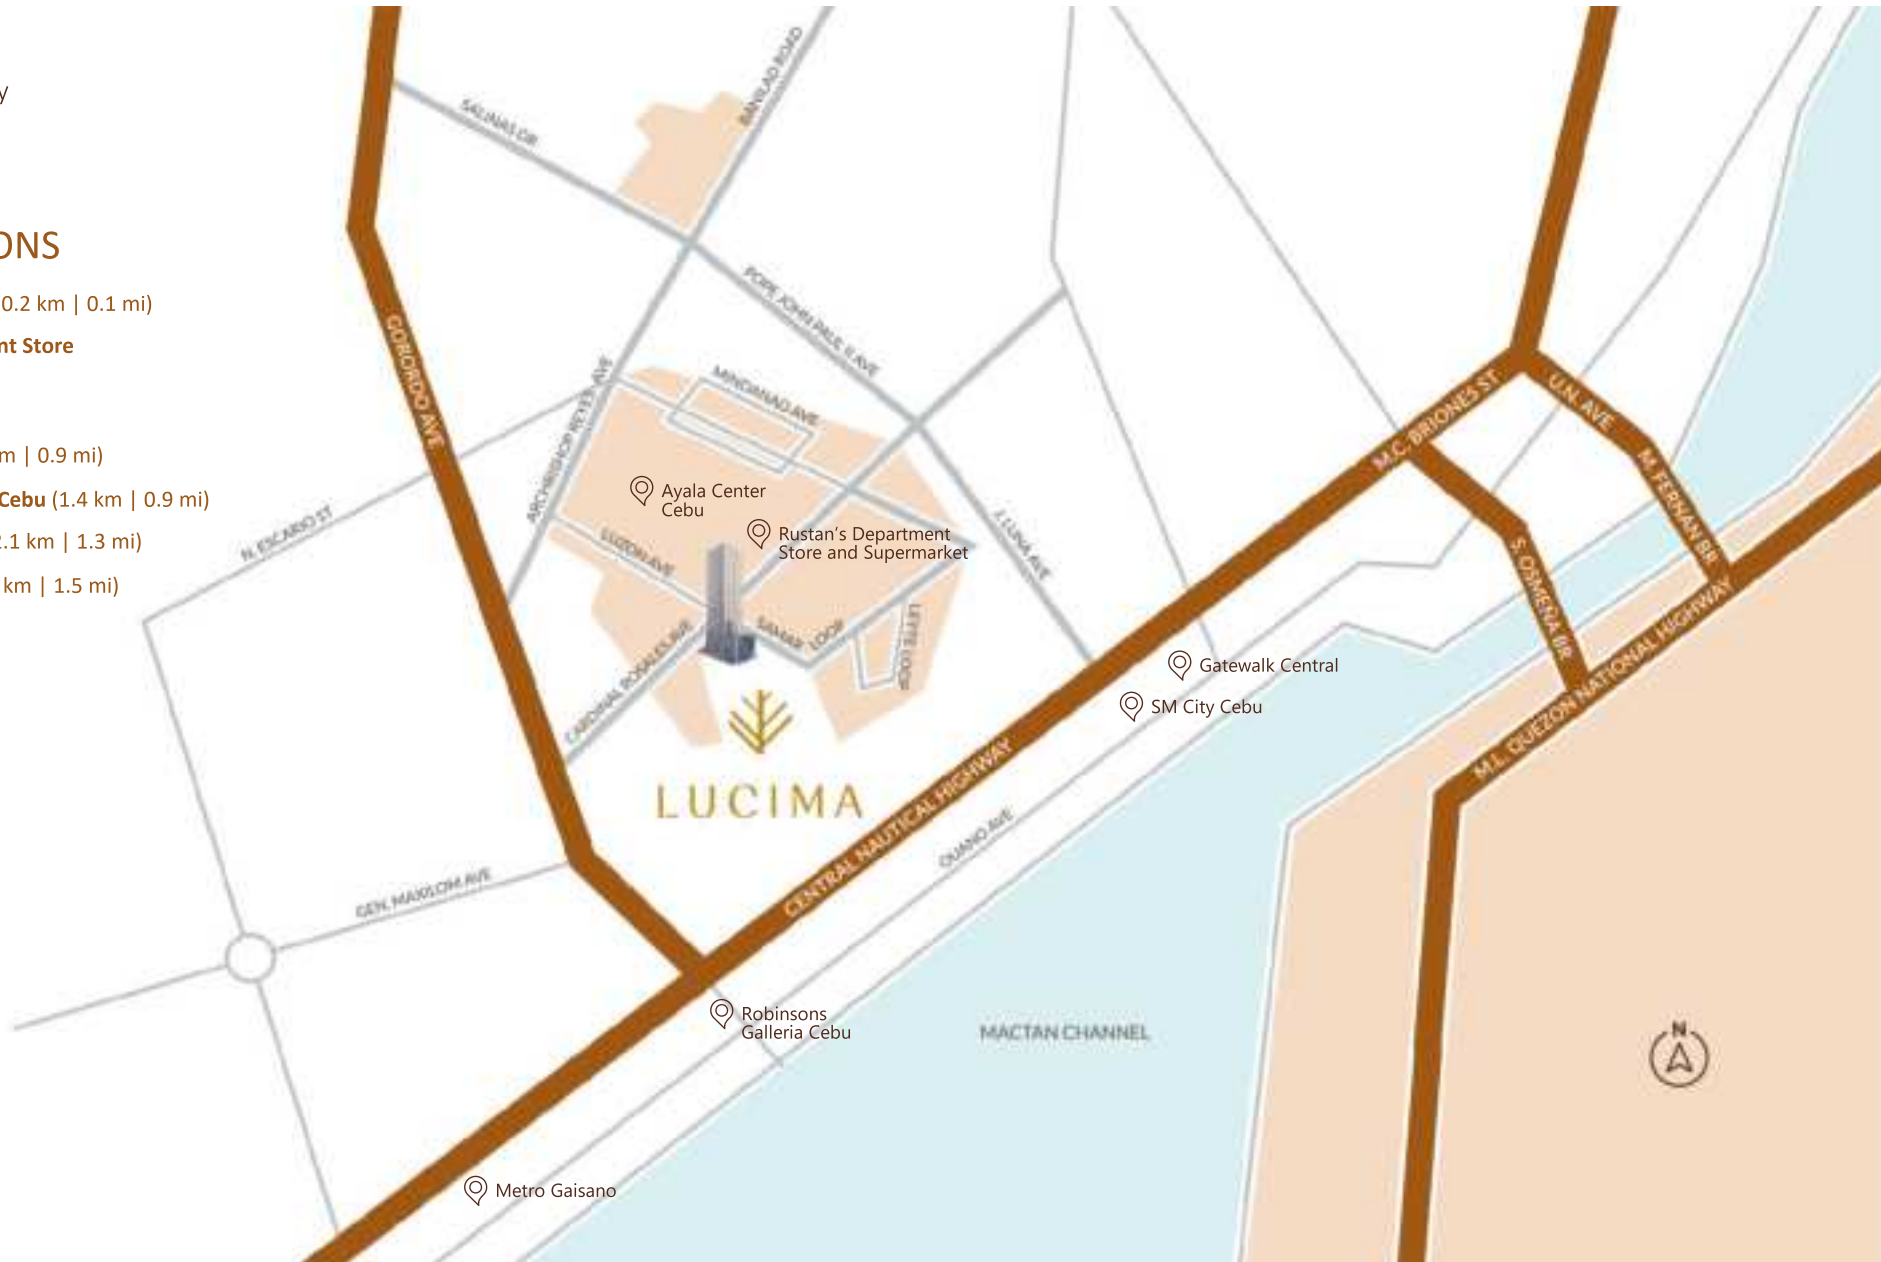 y
ONS
0.2 km | 0.1 mi)
nt Store
m | 0.9 mi)
Cebu (1.4 km | 0.9 mi)
2.1 km | 1.3 mi)
km | 1.5 mi)
SALINAS DR
BANILAD ROAD
GORORDO AVE
POPE JOHN PAUL II AVE
MINDANAO AVE
ARCHBISHOP REYES AVE
N. ESCARIO ST
Ayala Center
Cebu
Rustan's Department
Store and Supermarket
LUZON AVE
J. LUNA AVE
SAMAR LOOP
LEYTE LOOP
CARDINAL ROSALES AVE
LUCIMA
M.C. BRIONES ST
U.N. AVE
M. FERNAN BR
S. OSMEÑA BR
M.L. QUEZON NATIONAL HIGHWAY
Gatewalk Central
SM City Cebu
CENTRAL NAUTICAL HIGHWAY
OUANO AVE
GEN. MAXILOM AVE
Robinsons
Galleria Cebu
MACTAN CHANNEL
N
Metro Gaisano